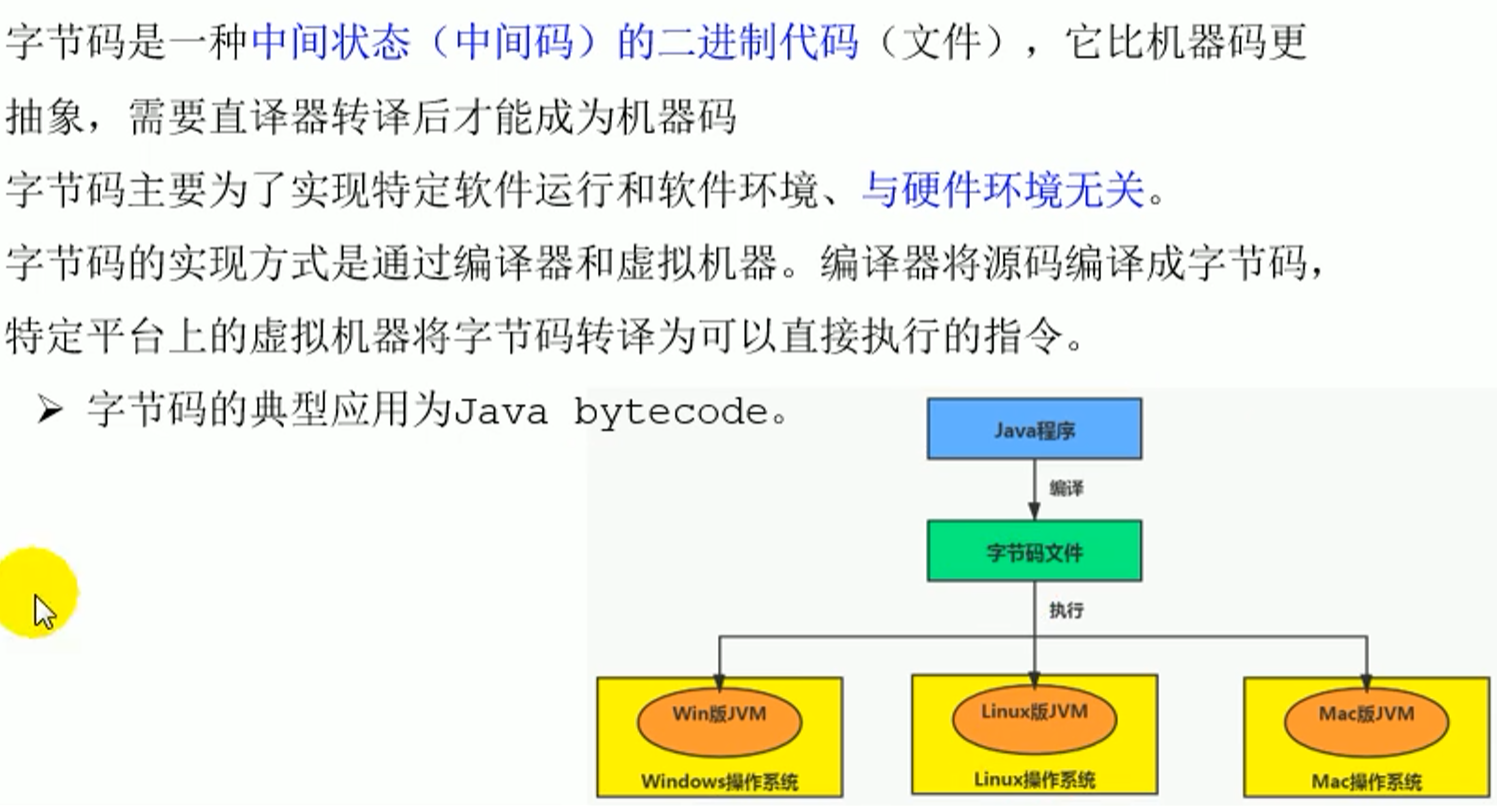 字节码是一种中间状态（中间码）的二进制代码（文件），它比机器码更
抽象，需要直译器转译后才能成为机器码
字节码主要为了实现特定软件运行和软件环境、与硬件环境无关。
字节码的实现方式是通过编译器和虚拟机器。编译器将源码编译成字节码，
特定平台上的虚拟机器将字节码转译为可以直接执行的指令。
➢ 字节码的典型应用为Java bytecode。
Java程序
编译
字节码文件
执行
Win版JVM
Windows操作系统
Linux版JVM
Linux操作系统
Mac版JVM
Mac操作系统